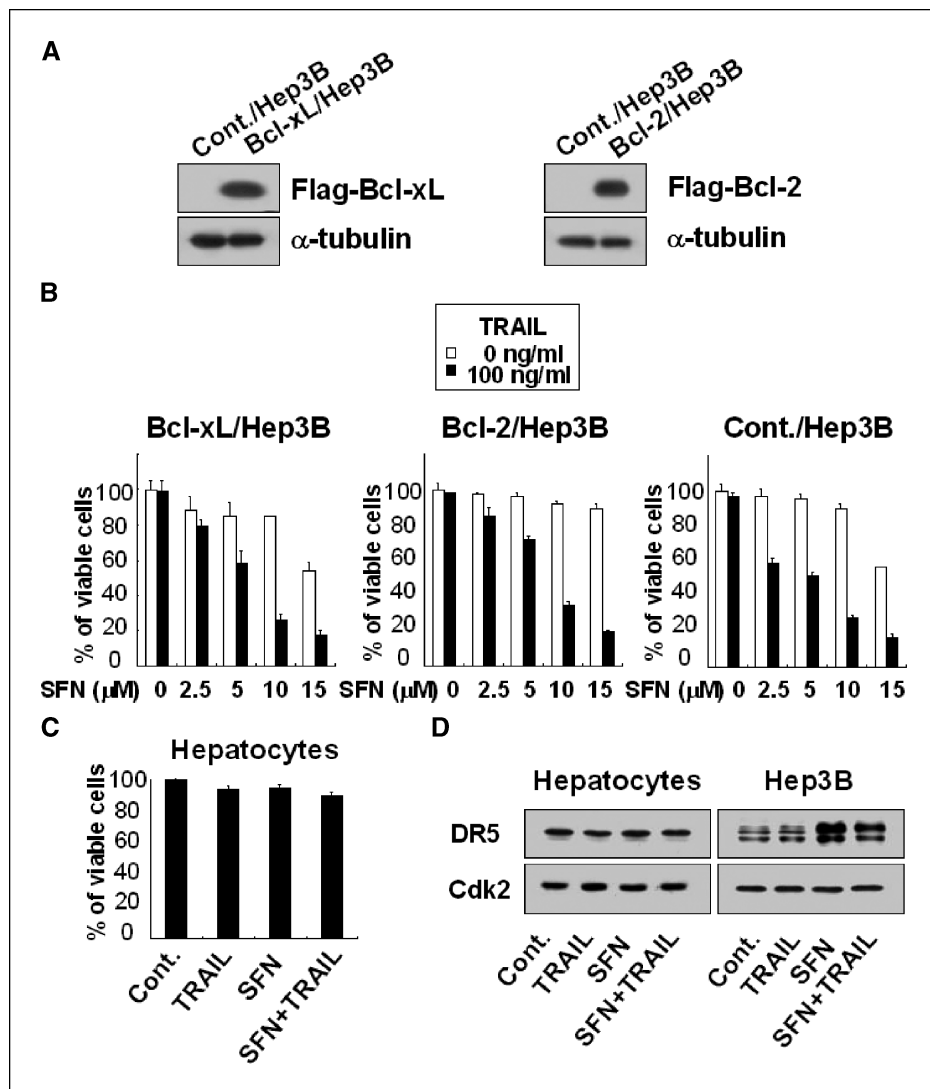 A
Cont./Hep3B
Bcl-xL/Hep3B
Flag-Bcl-xL
α-tubulin
Cont./Hep3B
Bcl-2/Hep3B
Flag-Bcl-2
α-tubulin
B
TRAIL
0 ng/ml
100 ng/ml
Bcl-xL/Hep3B
% of viable cells
100
80
60
40
20
0
SFN (μM) 0 2.5 5 10 15
Bcl-2/Hep3B
% of viable cells
100
80
60
40
20
0
SFN (μM) 0 2.5 5 10 15
Cont./Hep3B
% of viable cells
100
80
60
40
20
0
SFN (μM) 0 2.5 5 10 15
C
Hepatocytes
% of viable cells
100
80
60
40
20
0
Cont.
TRAIL
SFN
SFN+TRAIL
D
Hepatocytes
Hep3B
DR5
Cdk2
Cont.
TRAIL
SFN
SFN+TRAIL
Cont.
TRAIL
SFN
SFN+TRAIL